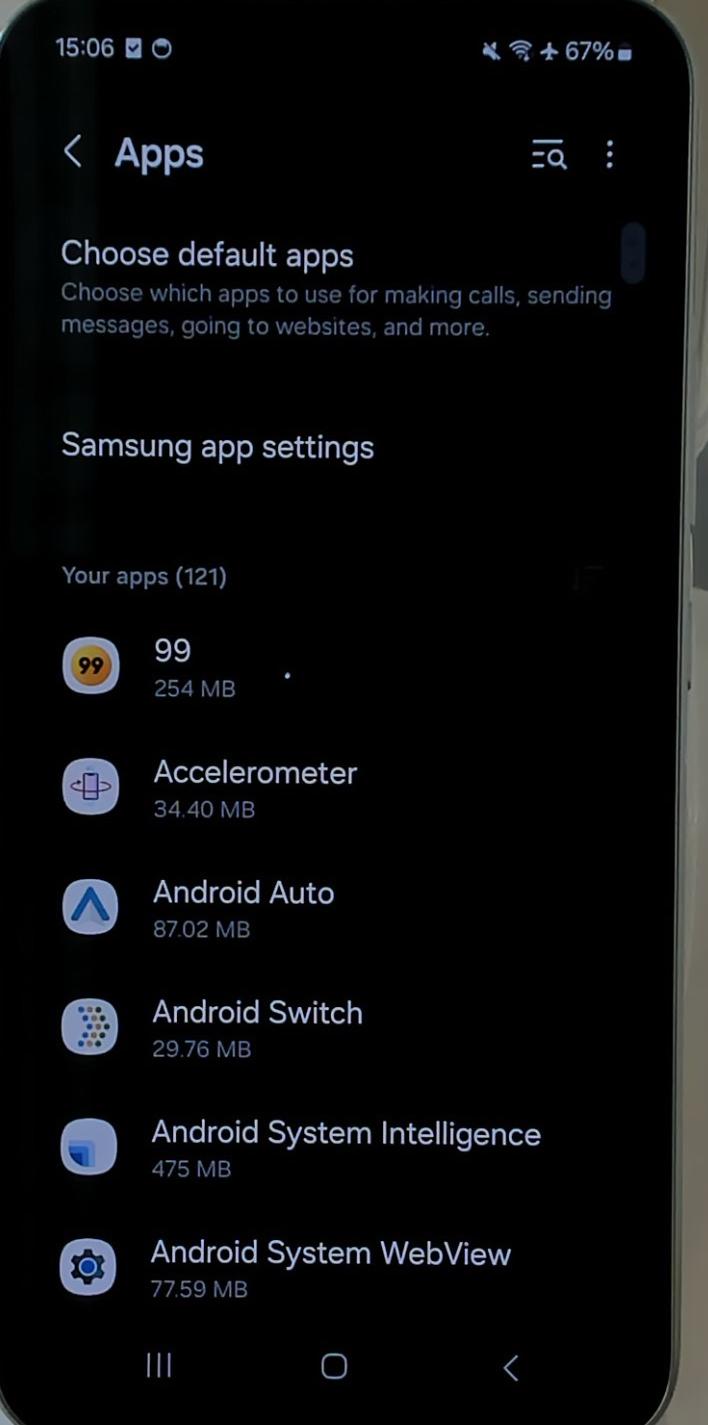 15:06
67%
Apps
Choose default apps
Choose which apps to use for making calls, sending
messages, going to websites, and more.
Samsung app settings
Your apps (121)
99
99
254 MB
Accelerometer
34.40 MB
Android Auto
87.02 MB
Android Switch
29.76 MB
Android System Intelligence
475 MB
Android System WebView
77.59 MB